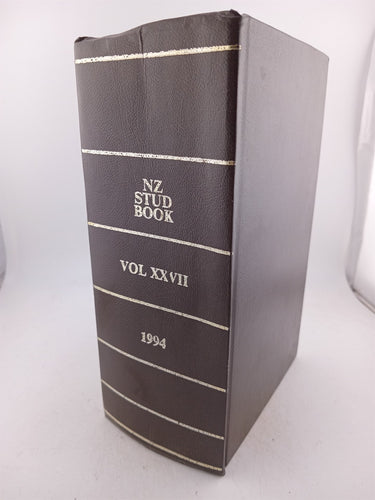 NZ
STUD
BOOK
VOL XXVII
1994